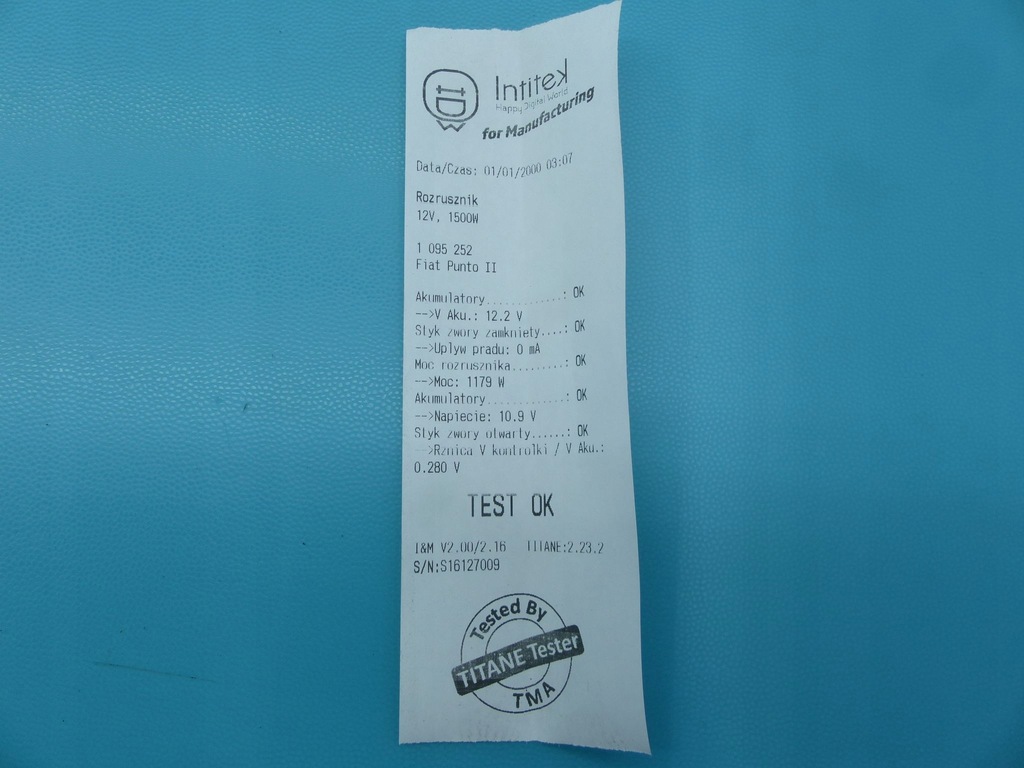 HD
W
Intitek
Happy Digital World
for Manufacturing
Data/Czas: 01/01/2000 03:07
Rozrusznik
12V, 1500W
1 095 252
Fiat Punto II
Akumulatory............: OK
-->V Aku.: 12.2 V
Styk zwory zamkniety....: OK
-->Uplyw pradu: 0 mA
Moc rozrusznika.........: OK
-->Moc: 1179 W
Akumulatory............: OK
-->Napiecie: 10.9 V
Styk zwory otwarty......: OK
-->Rznica V kontrolki / V Aku.:
0.280 V
TEST OK
I&M V2.00/2.16 TITANE:2.23.2
S/N:S16127009
Tested By
TITANE Tester
TMA